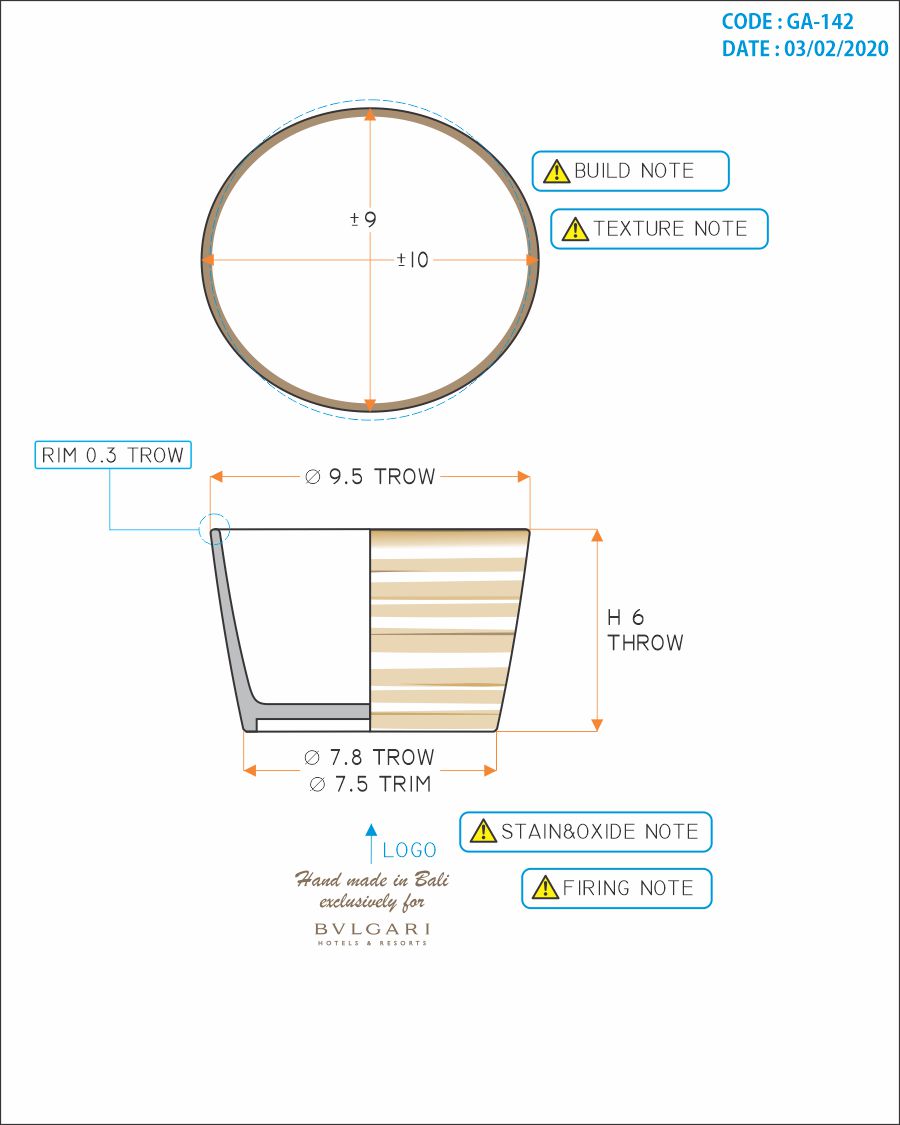 CODE : GA-142
DATE : 03/02/2020
BUILD NOTE
TEXTURE NOTE
±9
±10
RIM 0.3 TROW
∅ 9.5 TROW
H 6
THROW
∅ 7.8 TROW
∅ 7.5 TRIM
STAIN&OXIDE NOTE
LOGO
FIRING NOTE
Hand made in Bali
exclusively for
BVLGARI
HOTELS & RESORTS